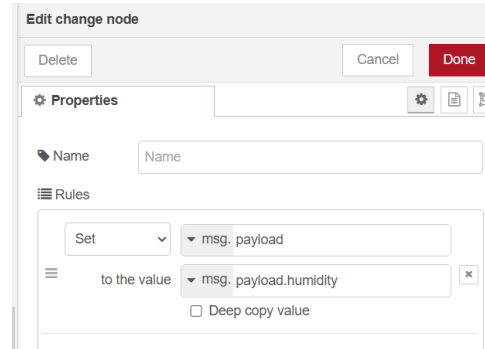 Edit change node
Delete Cancel Done
Properties
Name Name
Rules
Set msg. payload
to the value msg. payload.humidity
Deep copy value